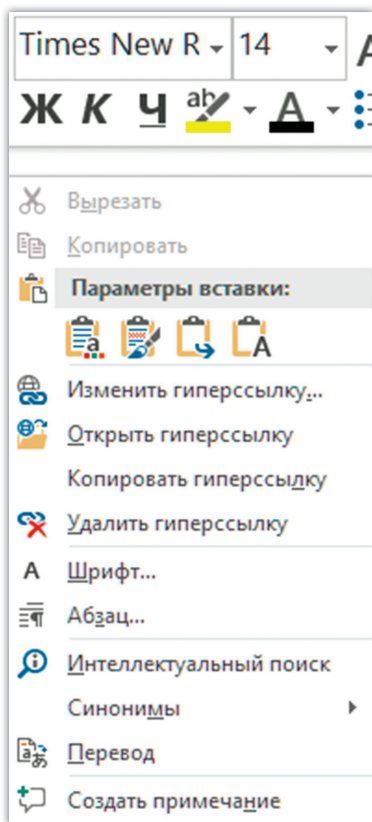 Times New R 14
Ж К Ч
Вырезать
Копировать
Параметры вставки:
Изменить гиперссылку...
Открыть гиперссылку
Копировать гиперссылку
Удалить гиперссылку
Шрифт...
Абзац...
Интеллектуальный поиск
Синонимы
Перевод
Создать примечание